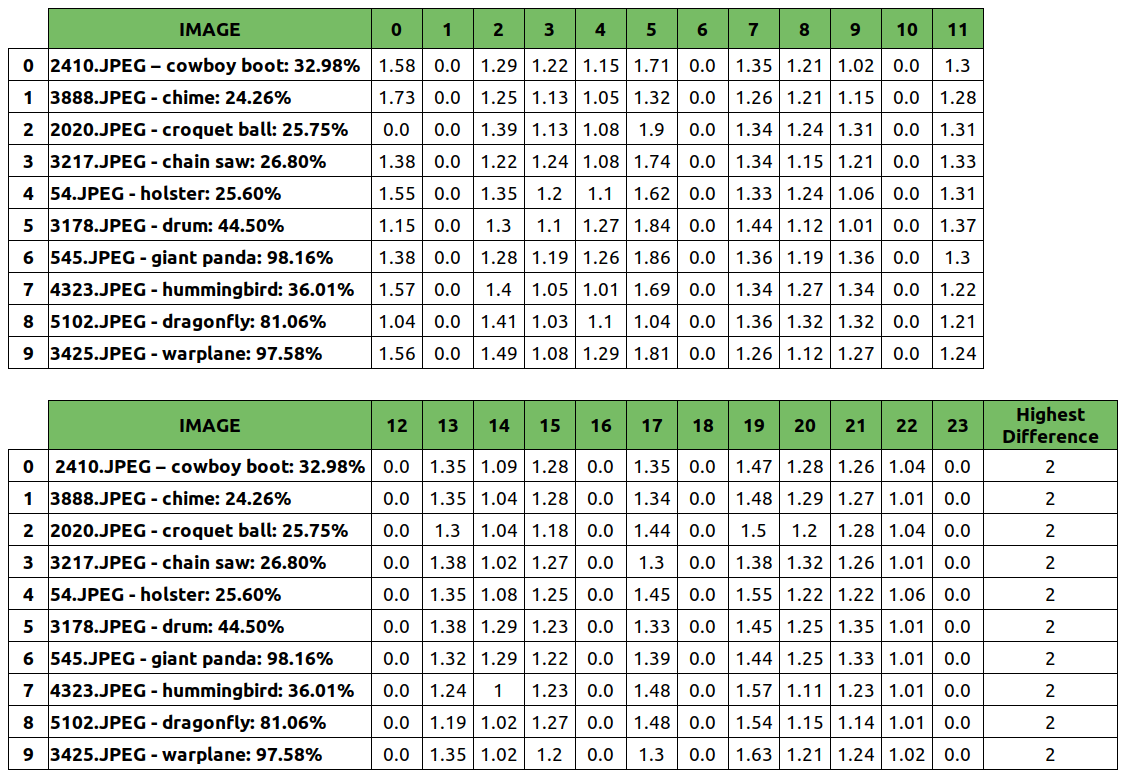 IMAGE 0 1 2 3 4 5 6 7 8 9 10 11
0 2410.JPEG – cowboy boot: 32.98% 1.58 0.0 1.29 1.22 1.15 1.71 0.0 1.35 1.21 1.02 0.0 1.3
1 3888.JPEG - chime: 24.26% 1.73 0.0 1.25 1.13 1.05 1.32 0.0 1.26 1.21 1.15 0.0 1.28
2 2020.JPEG - croquet ball: 25.75% 0.0 0.0 1.39 1.13 1.08 1.9 0.0 1.34 1.24 1.31 0.0 1.31
3 3217.JPEG - chain saw: 26.80% 1.38 0.0 1.22 1.24 1.08 1.74 0.0 1.34 1.15 1.21 0.0 1.33
4 54.JPEG - holster: 25.60% 1.55 0.0 1.35 1.2 1.1 1.62 0.0 1.33 1.24 1.06 0.0 1.31
5 3178.JPEG - drum: 44.50% 1.15 0.0 1.3 1.1 1.27 1.84 0.0 1.44 1.12 1.01 0.0 1.37
6 545.JPEG - giant panda: 98.16% 1.38 0.0 1.28 1.19 1.26 1.86 0.0 1.36 1.19 1.36 0.0 1.3
7 4323.JPEG - hummingbird: 36.01% 1.57 0.0 1.4 1.05 1.01 1.69 0.0 1.34 1.27 1.34 0.0 1.22
8 5102.JPEG - dragonfly: 81.06% 1.04 0.0 1.41 1.03 1.1 1.04 0.0 1.36 1.32 1.32 0.0 1.21
9 3425.JPEG - warplane: 97.58% 1.56 0.0 1.49 1.08 1.29 1.81 0.0 1.26 1.12 1.27 0.0 1.24
IMAGE 12 13 14 15 16 17 18 19 20 21 22 23 Highest
Difference
0 2410.JPEG – cowboy boot: 32.98% 0.0 1.35 1.09 1.28 0.0 1.35 0.0 1.47 1.28 1.26 1.04 0.0 2
1 3888.JPEG - chime: 24.26% 0.0 1.35 1.04 1.28 0.0 1.34 0.0 1.48 1.29 1.27 1.01 0.0 2
2 2020.JPEG - croquet ball: 25.75% 0.0 1.3 1.04 1.18 0.0 1.44 0.0 1.5 1.2 1.28 1.04 0.0 2
3 3217.JPEG - chain saw: 26.80% 0.0 1.38 1.02 1.27 0.0 1.3 0.0 1.38 1.32 1.26 1.01 0.0 2
4 54.JPEG - holster: 25.60% 0.0 1.35 1.08 1.25 0.0 1.45 0.0 1.55 1.22 1.22 1.06 0.0 2
5 3178.JPEG - drum: 44.50% 0.0 1.38 1.29 1.23 0.0 1.33 0.0 1.45 1.25 1.35 1.01 0.0 2
6 545.JPEG - giant panda: 98.16% 0.0 1.32 1.29 1.22 0.0 1.39 0.0 1.44 1.25 1.33 1.01 0.0 2
7 4323.JPEG - hummingbird: 36.01% 0.0 1.24 1 1.23 0.0 1.48 0.0 1.57 1.11 1.23 1.01 0.0 2
8 5102.JPEG - dragonfly: 81.06% 0.0 1.19 1.02 1.27 0.0 1.48 0.0 1.54 1.15 1.14 1.01 0.0 2
9 3425.JPEG - warplane: 97.58% 0.0 1.35 1.02 1.2 0.0 1.3 0.0 1.63 1.21 1.24 1.02 0.0 2